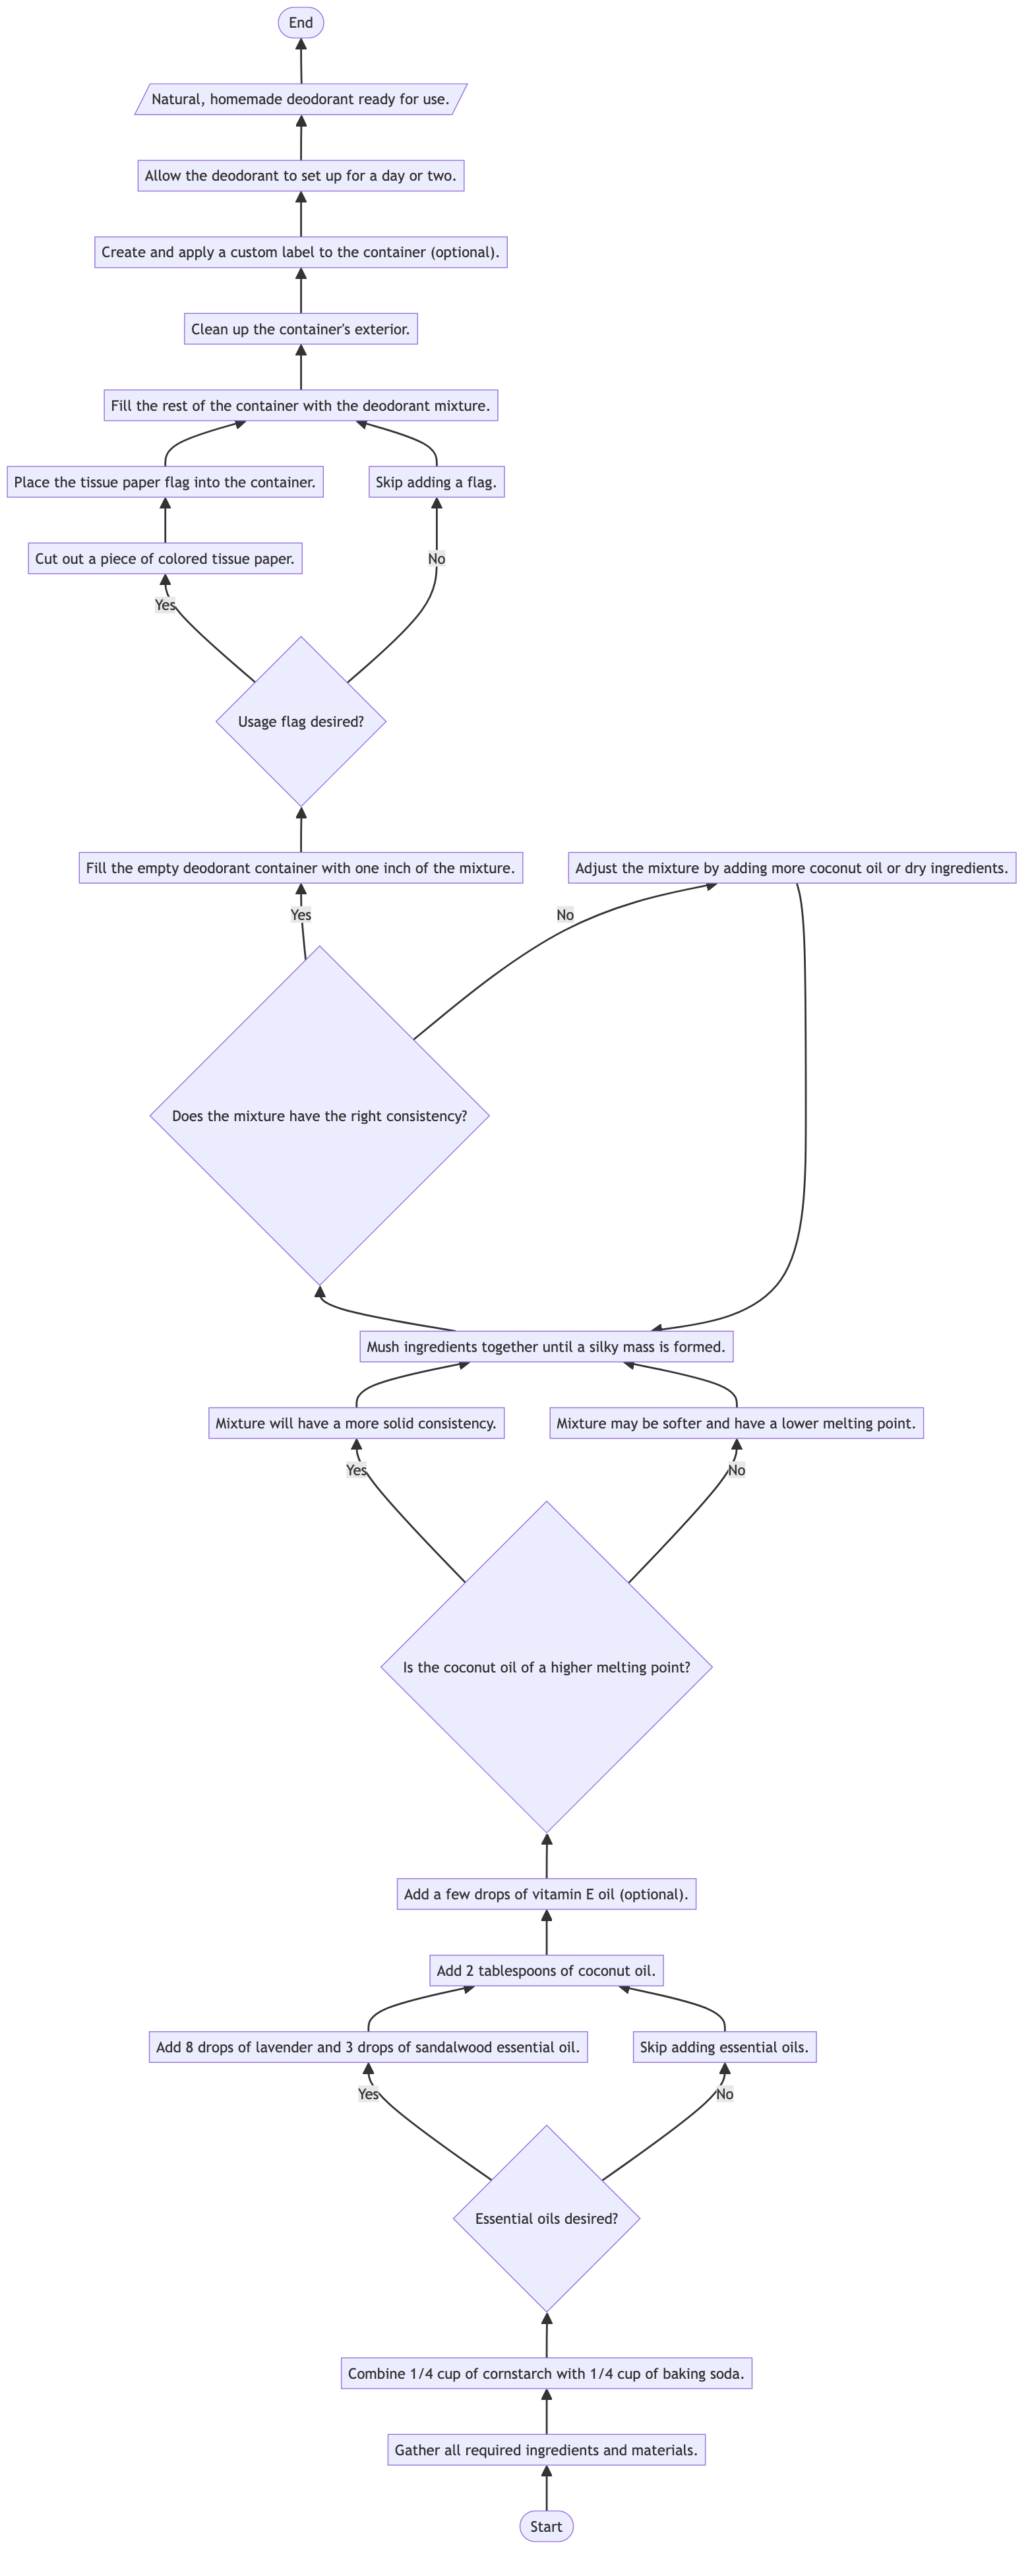 End
Natural, homemade deodorant ready for use.
Allow the deodorant to set up for a day or two.
Create and apply a custom label to the container (optional).
Clean up the container's exterior.
Fill the rest of the container with the deodorant mixture.
Place the tissue paper flag into the container.
Skip adding a flag.
Cut out a piece of colored tissue paper.
No
Yes
Usage flag desired?
Fill the empty deodorant container with one inch of the mixture.
Adjust the mixture by adding more coconut oil or dry ingredients.
Yes
No
Does the mixture have the right consistency?
Mush ingredients together until a silky mass is formed.
Mixture will have a more solid consistency.
Mixture may be softer and have a lower melting point.
Yes
No
Is the coconut oil of a higher melting point?
Add a few drops of vitamin E oil (optional).
Add 2 tablespoons of coconut oil.
Add 8 drops of lavender and 3 drops of sandalwood essential oil.
Skip adding essential oils.
Yes
No
Essential oils desired?
Combine 1/4 cup of cornstarch with 1/4 cup of baking soda.
Gather all required ingredients and materials.
Start